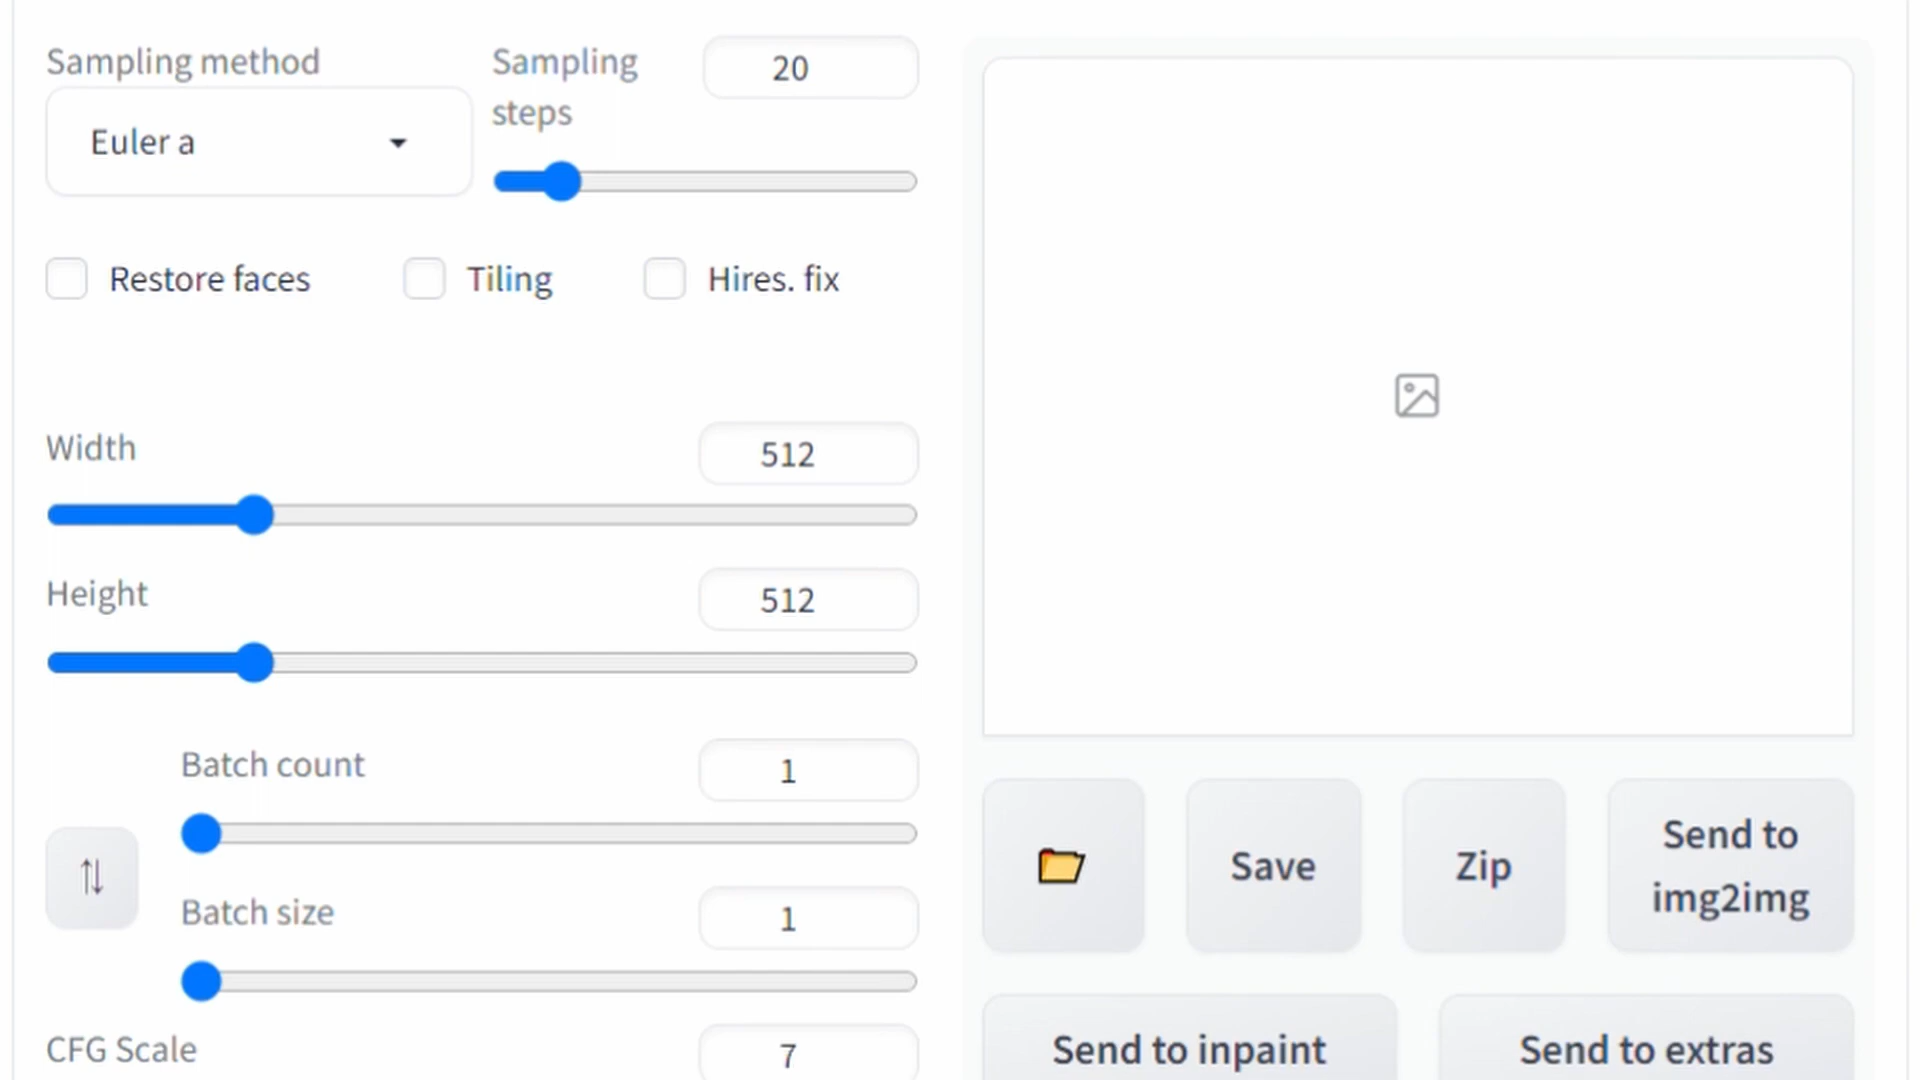 Sampling method
Euler a
Sampling
steps
20
Restore faces
Tiling
Hires. fix
Width
512
Height
512
Batch count
1
Batch size
1
CFG Scale
7
Save
Zip
Send to
img2img
Send to inpaint
Send to extras